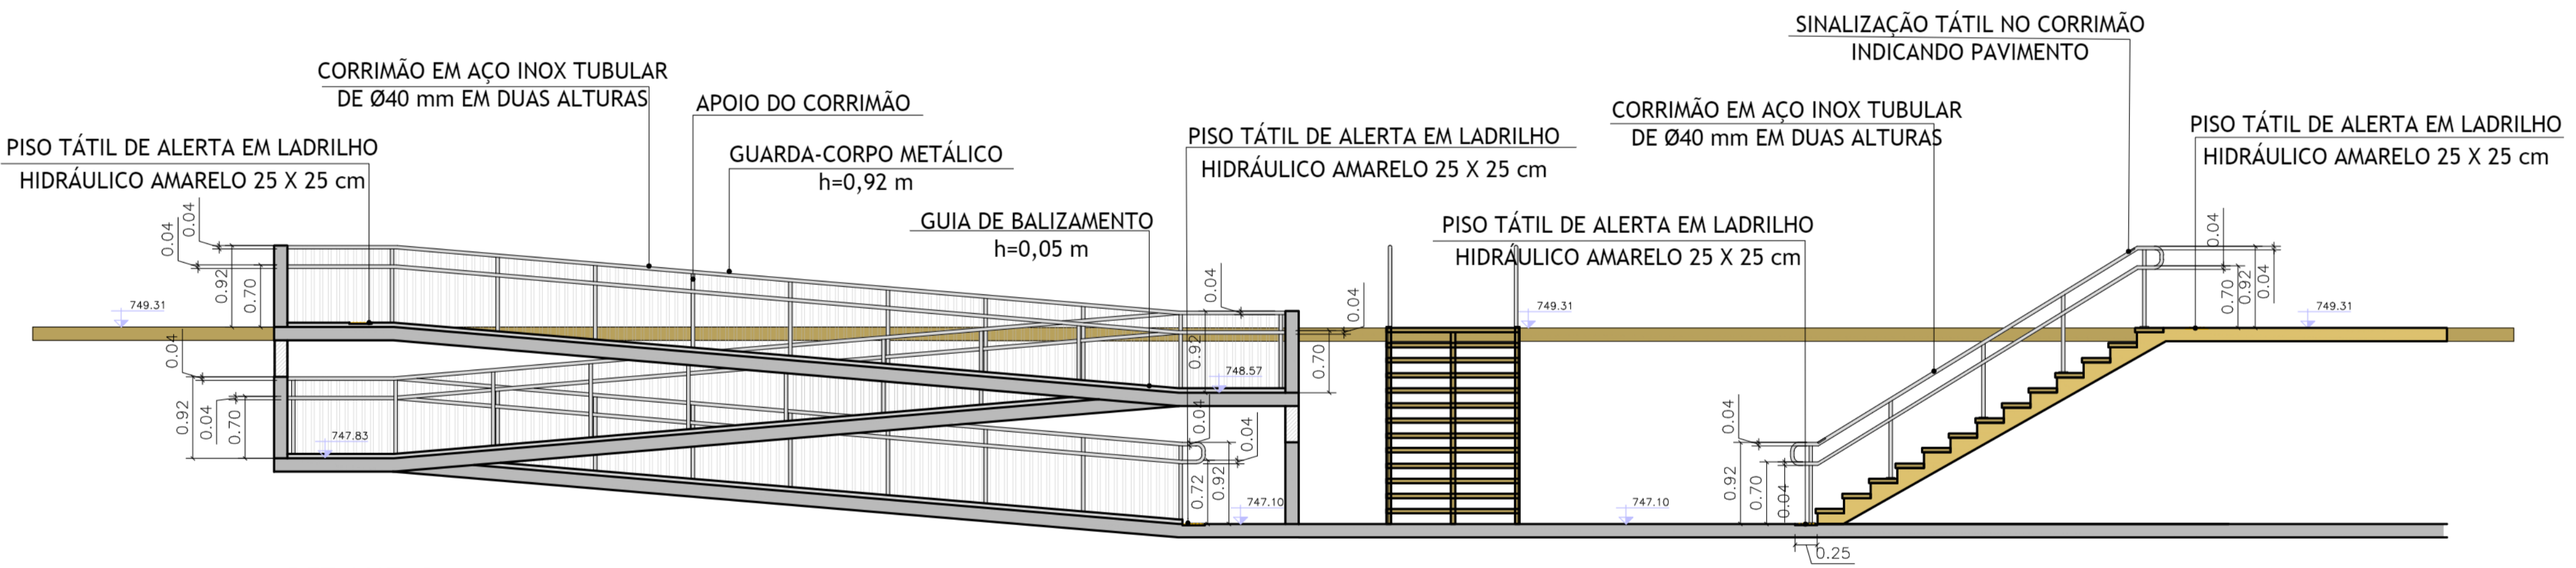 SINALIZAÇÃO TÁTIL NO CORRIMÃO
INDICANDO PAVIMENTO
CORRIMÃO EM AÇO INOX TUBULAR
DE Ø40 mm EM DUAS ALTURAS
APOIO DO CORRIMÃO
CORRIMÃO EM AÇO INOX TUBULAR
DE Ø40 mm EM DUAS ALTURAS
PISO TÁTIL DE ALERTA EM LADRILHO
HIDRÁULICO AMARELO 25 X 25 cm
PISO TÁTIL DE ALERTA EM LADRILHO
HIDRÁULICO AMARELO 25 X 25 cm
PISO TÁTIL DE ALERTA EM LADRILHO
HIDRÁULICO AMARELO 25 X 25 cm
GUARDA-CORPO METÁLICO
h=0,92 m
GUIA DE BALIZAMENTO
h=0,05 m
PISO TÁTIL DE ALERTA EM LADRILHO
HIDRÁULICO AMARELO 25 X 25 cm
0.04
0.04
0.92
0.70
749.31
0.04
0.92
0.04
0.70
747.83
0.04
0.04
0.92
0.70
748.57
0.04
0.04
0.72
0.92
747.10
749.31
747.10
0.04
0.92
0.70
0.04
0.25
0.04
0.70
0.92
0.04
749.31